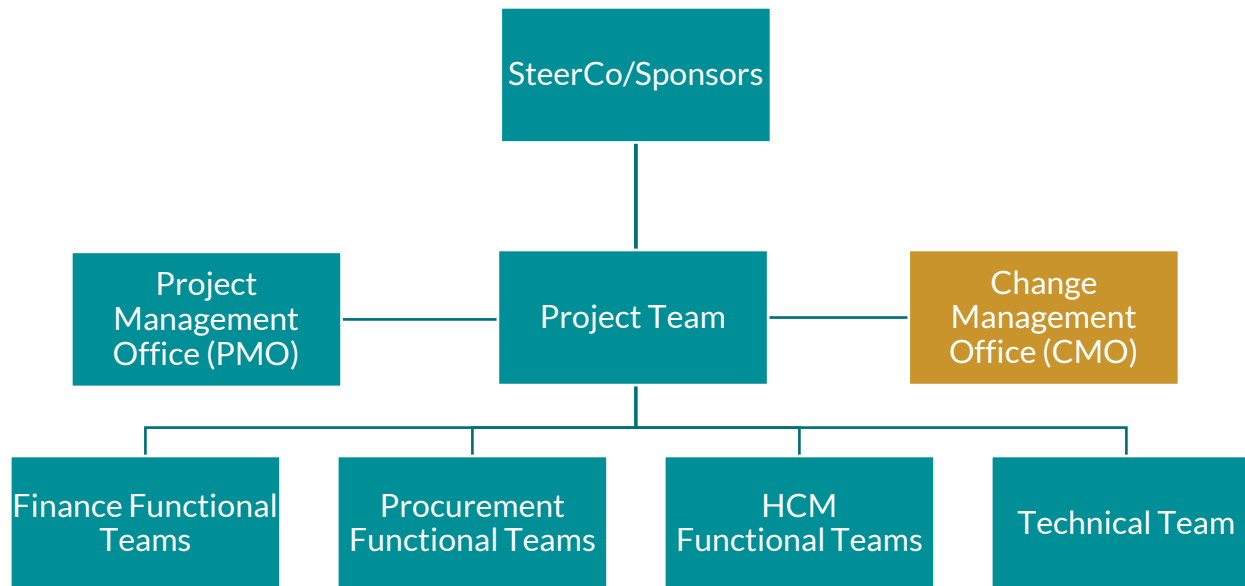 SteerCo/Sponsors
Project
Management
Office (PMO)
Project Team
Change
Management
Office (CMO)
Finance Functional
Teams
Procurement
Functional Teams
HCM
Functional Teams
Technical Team